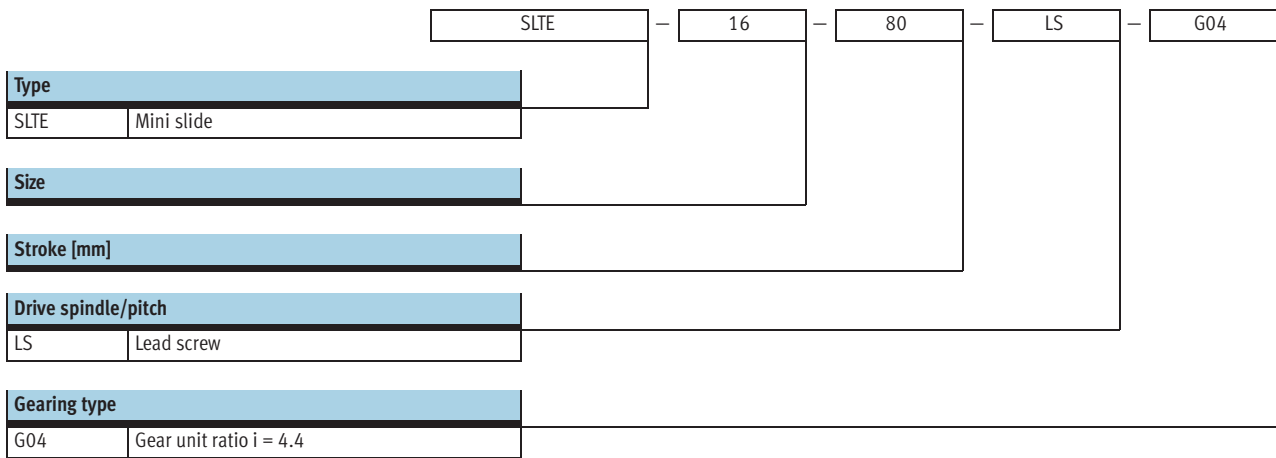 SLTE — 16 — 80 — LS — G04
Type
SLTE Mini slide
Size
Stroke [mm]
Drive spindle/pitch
LS Lead screw
Gearing type
G04 Gear unit ratio i = 4.4